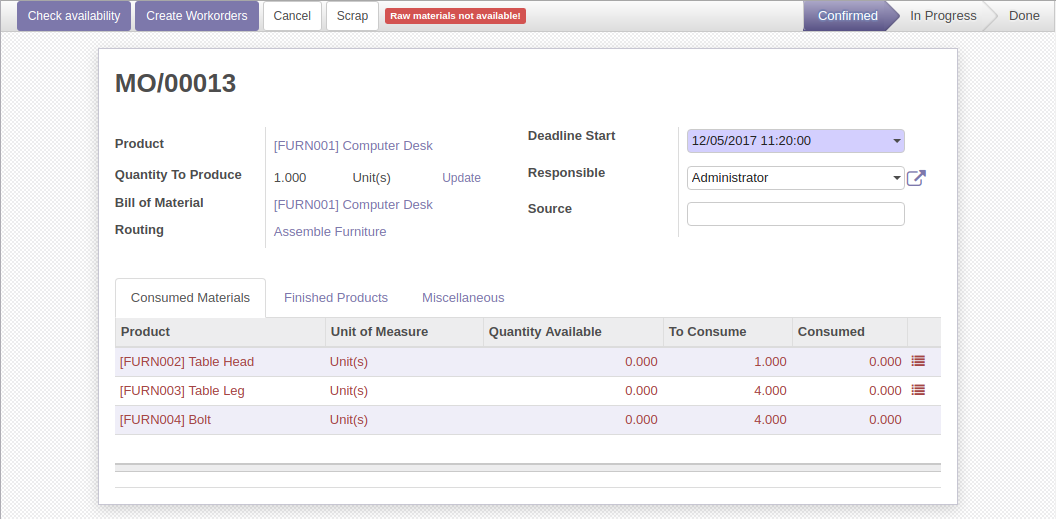 Check availability Create Workorders Cancel Scrap Raw materials not available! Confirmed In Progress Done
MO/00013
Product [FURN001] Computer Desk
Quantity To Produce 1.000 Unit(s) Update
Bill of Material [FURN001] Computer Desk
Routing Assemble Furniture
Deadline Start 12/05/2017 11:20:00
Responsible Administrator
Source
Consumed Materials Finished Products Miscellaneous
Product Unit of Measure Quantity Available To Consume Consumed
[FURN002] Table Head Unit(s) 0.000 1.000 0.000
[FURN003] Table Leg Unit(s) 0.000 4.000 0.000
[FURN004] Bolt Unit(s) 0.000 4.000 0.000